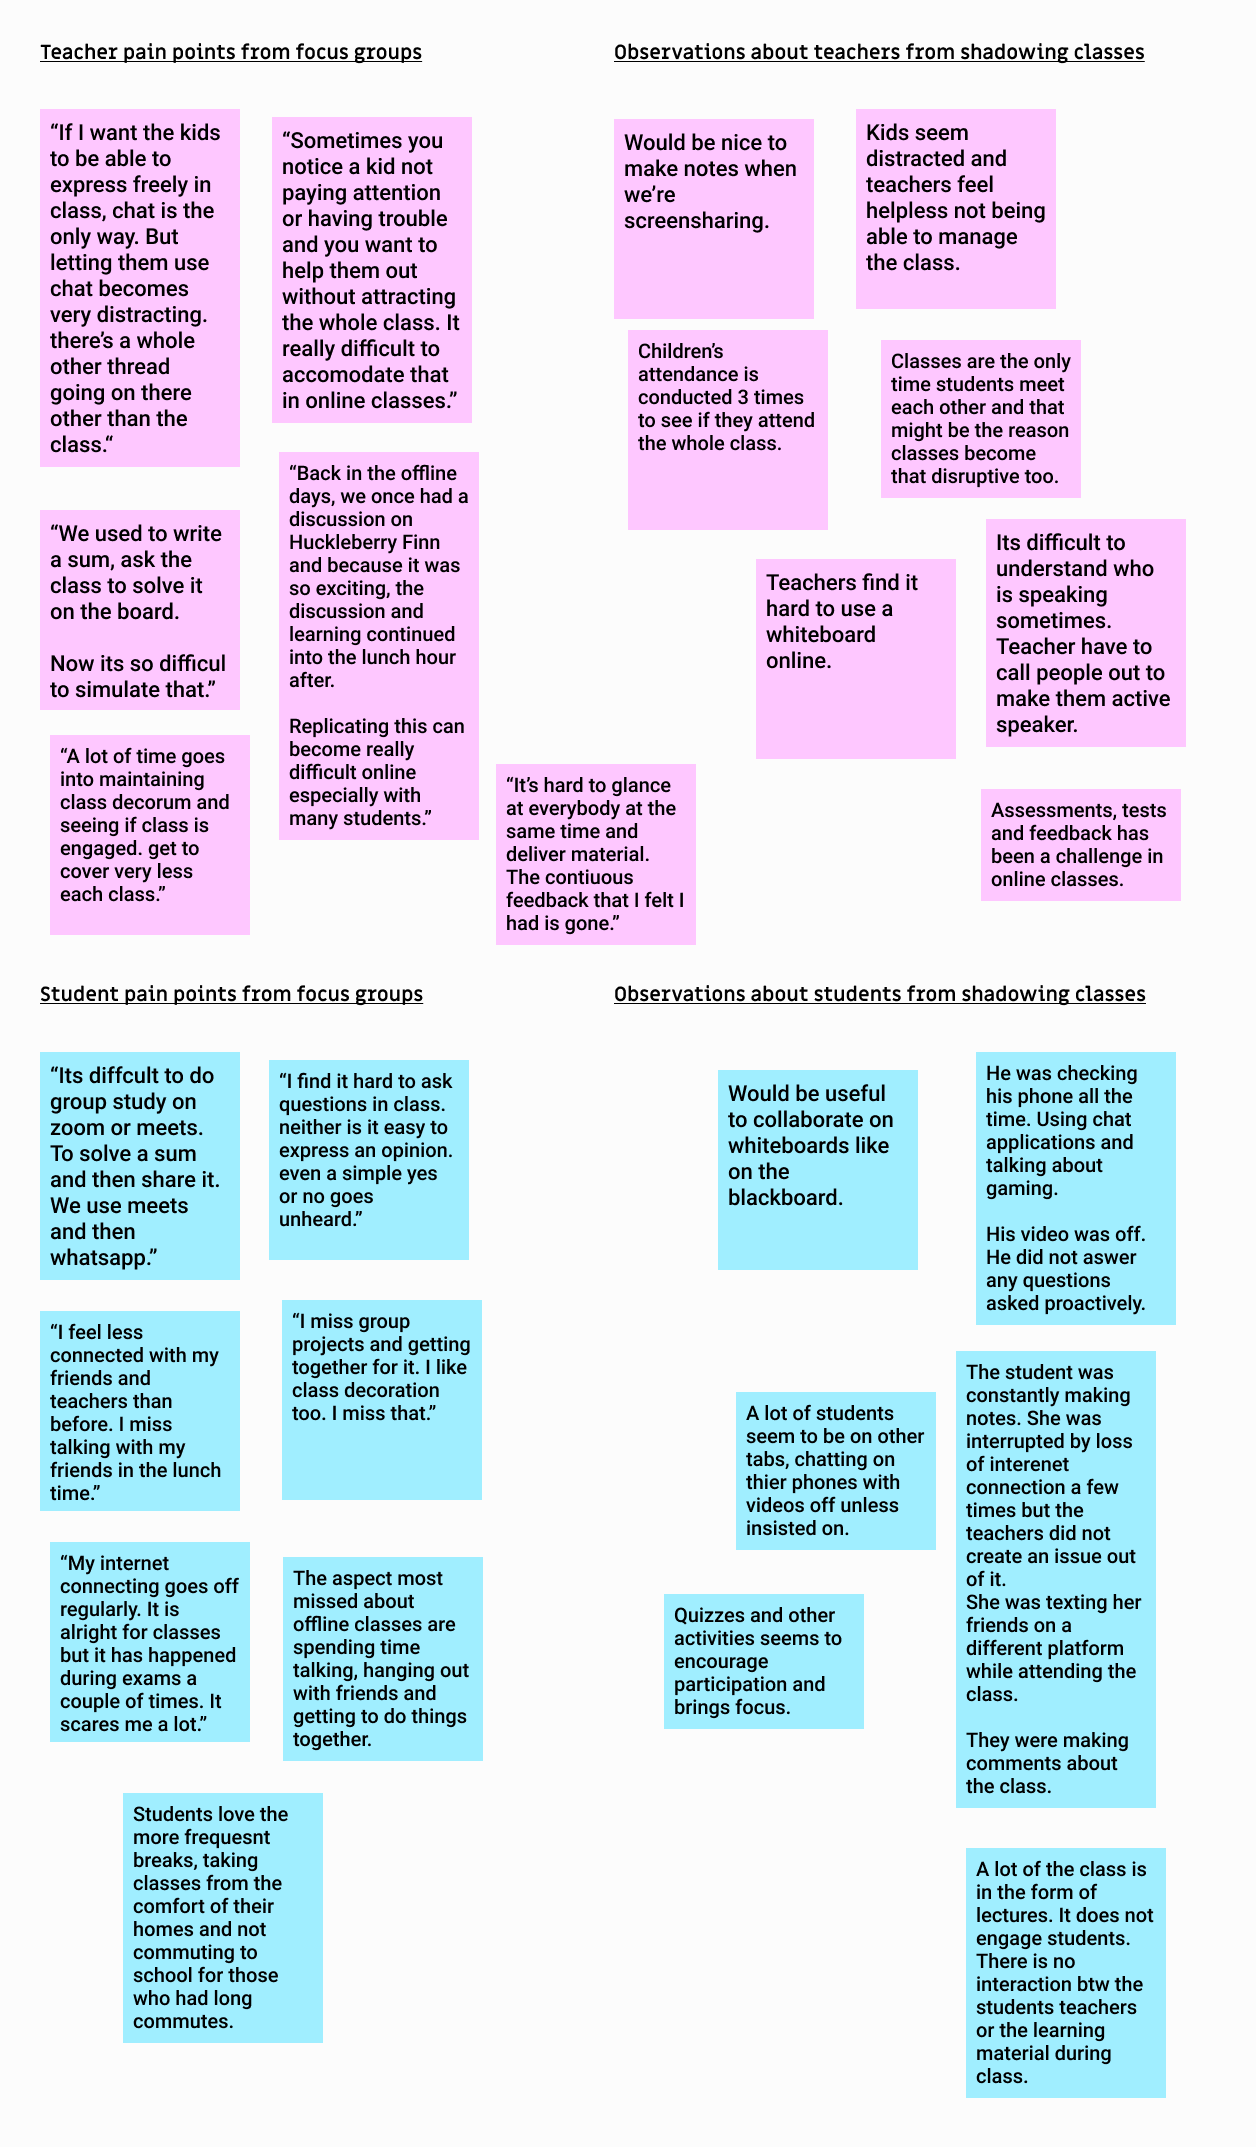 Teacher pain points from focus groups
“If I want the kids
to be able to
express freely in
class, chat is the
only way. But
letting them use
chat becomes
very distracting.
there’s a whole
other thread
going on there
other than the
class.“
“Sometimes you
notice a kid not
paying attention
or having trouble
and you want to
help them out
without attracting
the whole class. It
really difficult to
accomodate that
in online classes.”
“We used to write
a sum, ask the
class to solve it
on the board.
Now its so difficul
to simulate that.”
“Back in the offline
days, we once had a
discussion on
Huckleberry Finn
and because it was
so exciting, the
discussion and
learning continued
into the lunch hour
after.
Replicating this can
become really
difficult online
especially with
many students.”
“A lot of time goes
into maintaining
class decorum and
seeing if class is
engaged. get to
cover very less
each class.”
“It’s hard to glance
at everybody at the
same time and
deliver material.
The contiuous
feedback that I felt I
had is gone.”
Observations about teachers from shadowing classes
Would be nice to
make notes when
we’re
screensharing.
Kids seem
distracted and
teachers feel
helpless not being
able to manage
the class.
Children’s
attendance is
conducted 3 times
to see if they attend
the whole class.
Classes are the only
time students meet
each other and that
might be the reason
classes become
that disruptive too.
Teachers find it
hard to use a
whiteboard
online.
Its difficult to
understand who
is speaking
sometimes.
Teacher have to
call people out to
make them active
speaker.
Assessments, tests
and feedback has
been a challenge in
online classes.
Student pain points from focus groups
“Its diffcult to do
group study on
zoom or meets.
To solve a sum
and then share it.
We use meets
and then
whatsapp.”
“I find it hard to ask
questions in class.
neither is it easy to
express an opinion.
even a simple yes
or no goes
unheard.”
“I feel less
connected with my
friends and
teachers than
before. I miss
talking with my
friends in the lunch
time.”
“I miss group
projects and getting
together for it. I like
class decoration
too. I miss that.”
“My internet
connecting goes off
regularly. It is
alright for classes
but it has happened
during exams a
couple of times. It
scares me a lot.”
The aspect most
missed about
offline classes are
spending time
talking, hanging out
with friends and
getting to do things
together.
Students love the
more frequesnt
breaks, taking
classes from the
comfort of their
homes and not
commuting to
school for those
who had long
commutes.
Observations about students from shadowing classes
Would be useful
to collaborate on
whiteboards like
on the
blackboard.
He was checking
his phone all the
time. Using chat
applications and
talking about
gaming.
His video was off.
He did not aswer
any questions
asked proactively.
A lot of students
seem to be on other
tabs, chatting on
thier phones with
videos off unless
insisted on.
The student was
constantly making
notes. She was
interrupted by loss
of interenet
connection a few
times but the
teachers did not
create an issue out
of it.
She was texting her
friends on a
different platform
while attending the
class.
They were making
comments about
the class.
Quizzes and other
activities seems to
encourage
participation and
brings focus.
A lot of the class is
in the form of
lectures. It does not
engage students.
There is no
interaction btw the
students teachers
or the learning
material during
class.